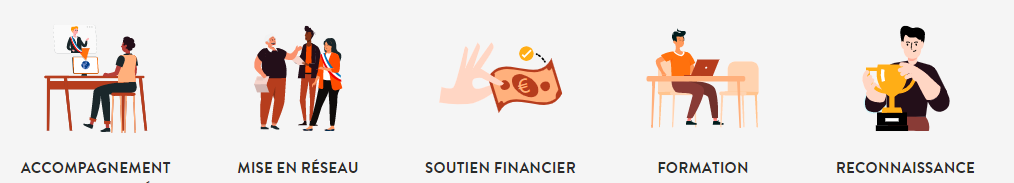 ACCOMPAGNEMENT
MISE EN RÉSEAU
SOUTIEN FINANCIER
FORMATION
RECONNAISSANCE